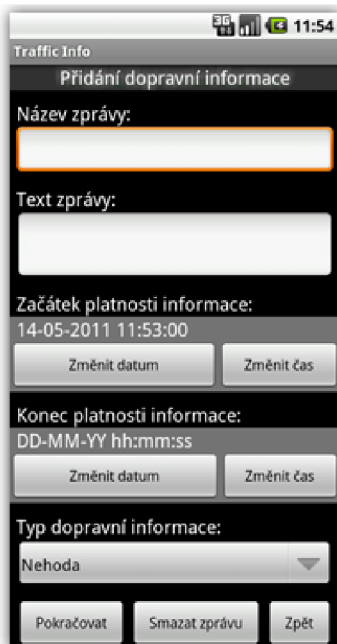 3G
11:54
Traffic Info
Přidání dopravní informace
Název zprávy:
Text zprávy:
Začátek platnosti informace:
14-05-2011 11:53:00
Změnit datum Změnit čas
Konec platnosti informace:
DD-MM-YY hh:mm:ss
Změnit datum Změnit čas
Typ dopravní informace:
Nehoda
Pokračovat Smazat zprávu Zpět